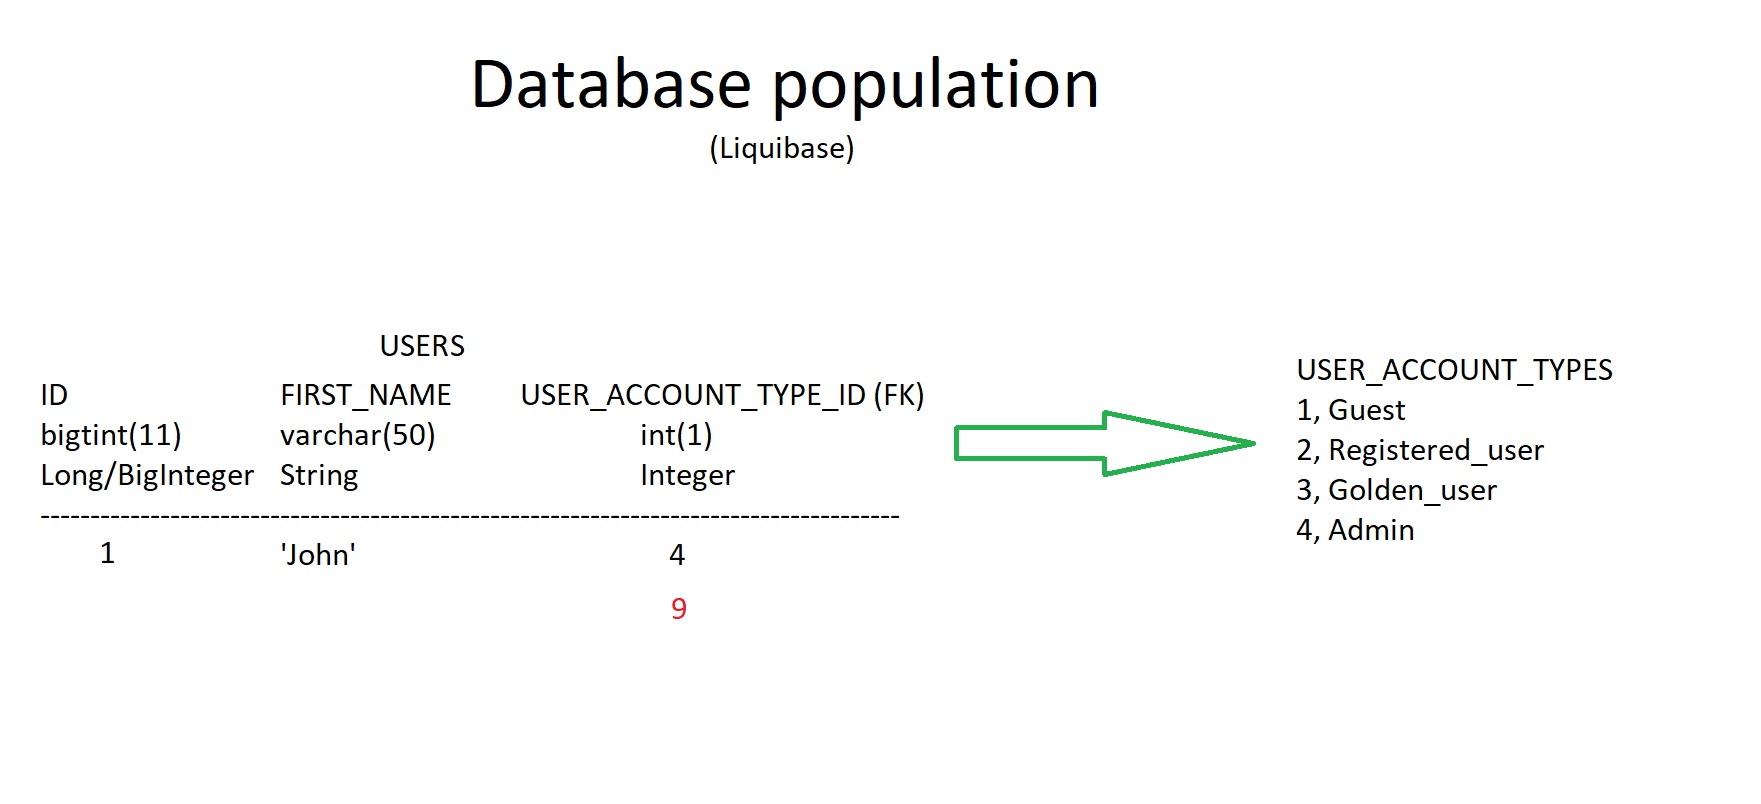 Database population
(Liquibase)
USERS
ID FIRST_NAME USER_ACCOUNT_TYPE_ID (FK)
bigtint(11) varchar(50) int(1)
Long/BigInteger String Integer
--------------------------------------------------------------------------------------
1 'John' 4
9
USER_ACCOUNT_TYPES
1, Guest
2, Registered_user
3, Golden_user
4, Admin